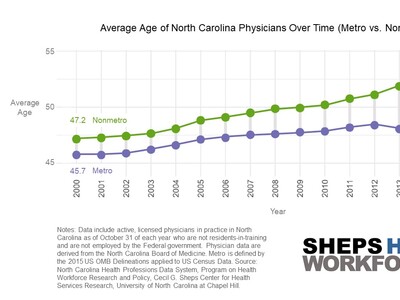 Average Age of North Carolina Physicians Over Time (Metro vs.
55
50
45
Average
Age
47.2 Nonmetro
45.7 Metro
2000 2001 2002 2003 2004 2005 2006 2007 2008 2009 2010 2011 2012 2013
Year
Notes: Data include active, licensed physicians in practice in North
Carolina as of October 31 of each year who are not residents-in-training
and are not employed by the Federal government. Physician data are
derived from the North Carolina Board of Medicine. Metro is defined by
the 2015 US OMB Delineations applied to US Census Data. Source:
North Carolina Health Professions Data System, Program on Health
Workforce Research and Policy, Cecil G. Sheps Center for Health
Services Research, University of North Carolina at Chapel Hill.
SHEPS H
WORKFO